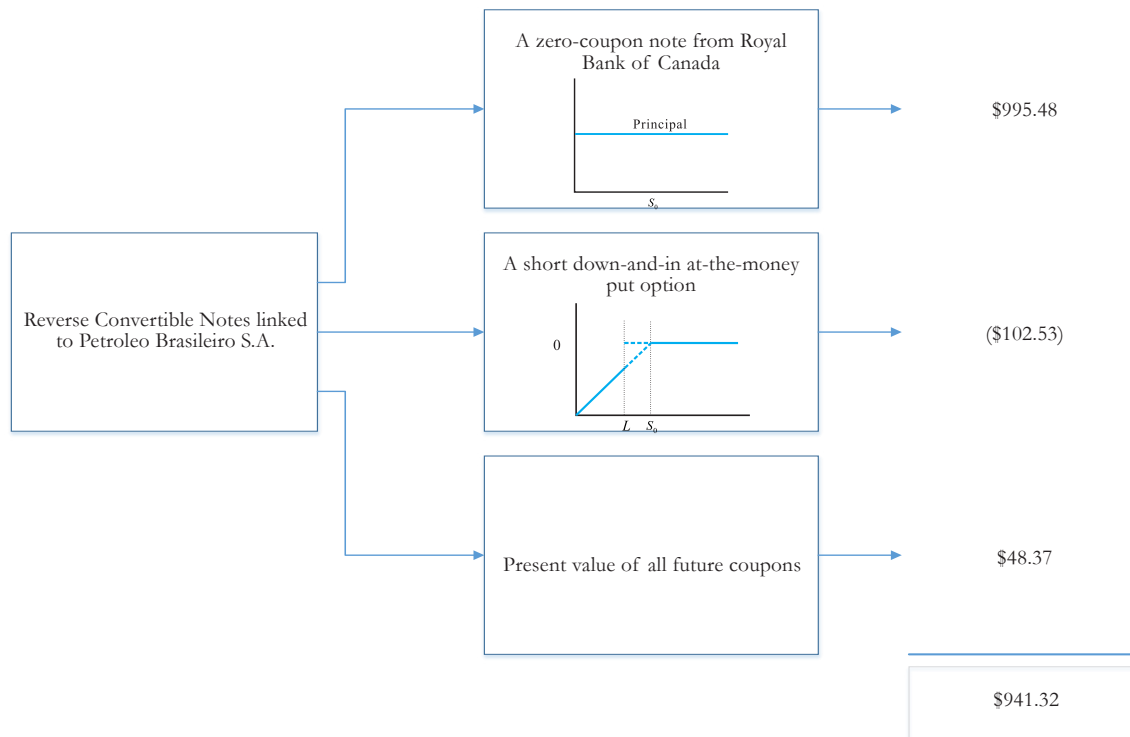 A zero-coupon note from Royal
Bank of Canada
Principal
S₀
$995.48
Reverse Convertible Notes linked
to Petroleo Brasileiro S.A.
A short down-and-in at-the-money
put option
0
L S₀
($102.53)
Present value of all future coupons
$48.37
$941.32